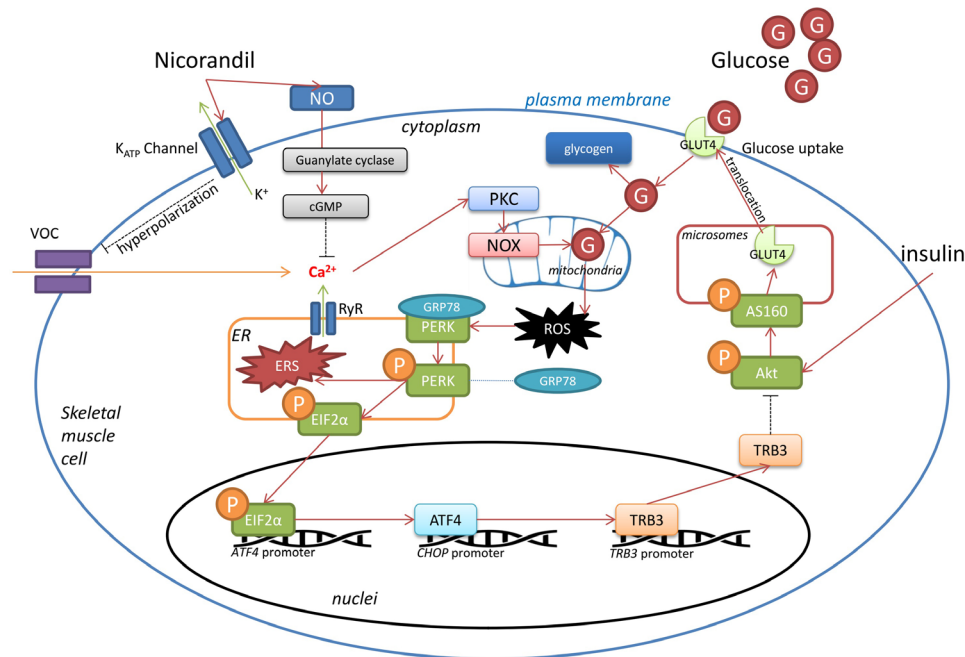 Nicorandil
Glucose
G
G
G
G
G
NO
plasma membrane
cytoplasm
glycogen
GLUT4
Glucose uptake
K_ATP Channel
Guanylate cyclase
K⁺
cGMP
PKC
G
translocation
hyperpolarization
VOC
NOX
G
mitochondria
microsomes
GLUT4
insulin
Ca²⁺
RyR
GRP78
PERK
ROS
P
AS160
ER
ERS
P
PERK
GRP78
P
Akt
P
EIF2α
Skeletal
muscle
cell
TRB3
P
EIF2α
ATF4
TRB3
ATF4 promoter
CHOP promoter
TRB3 promoter
nuclei